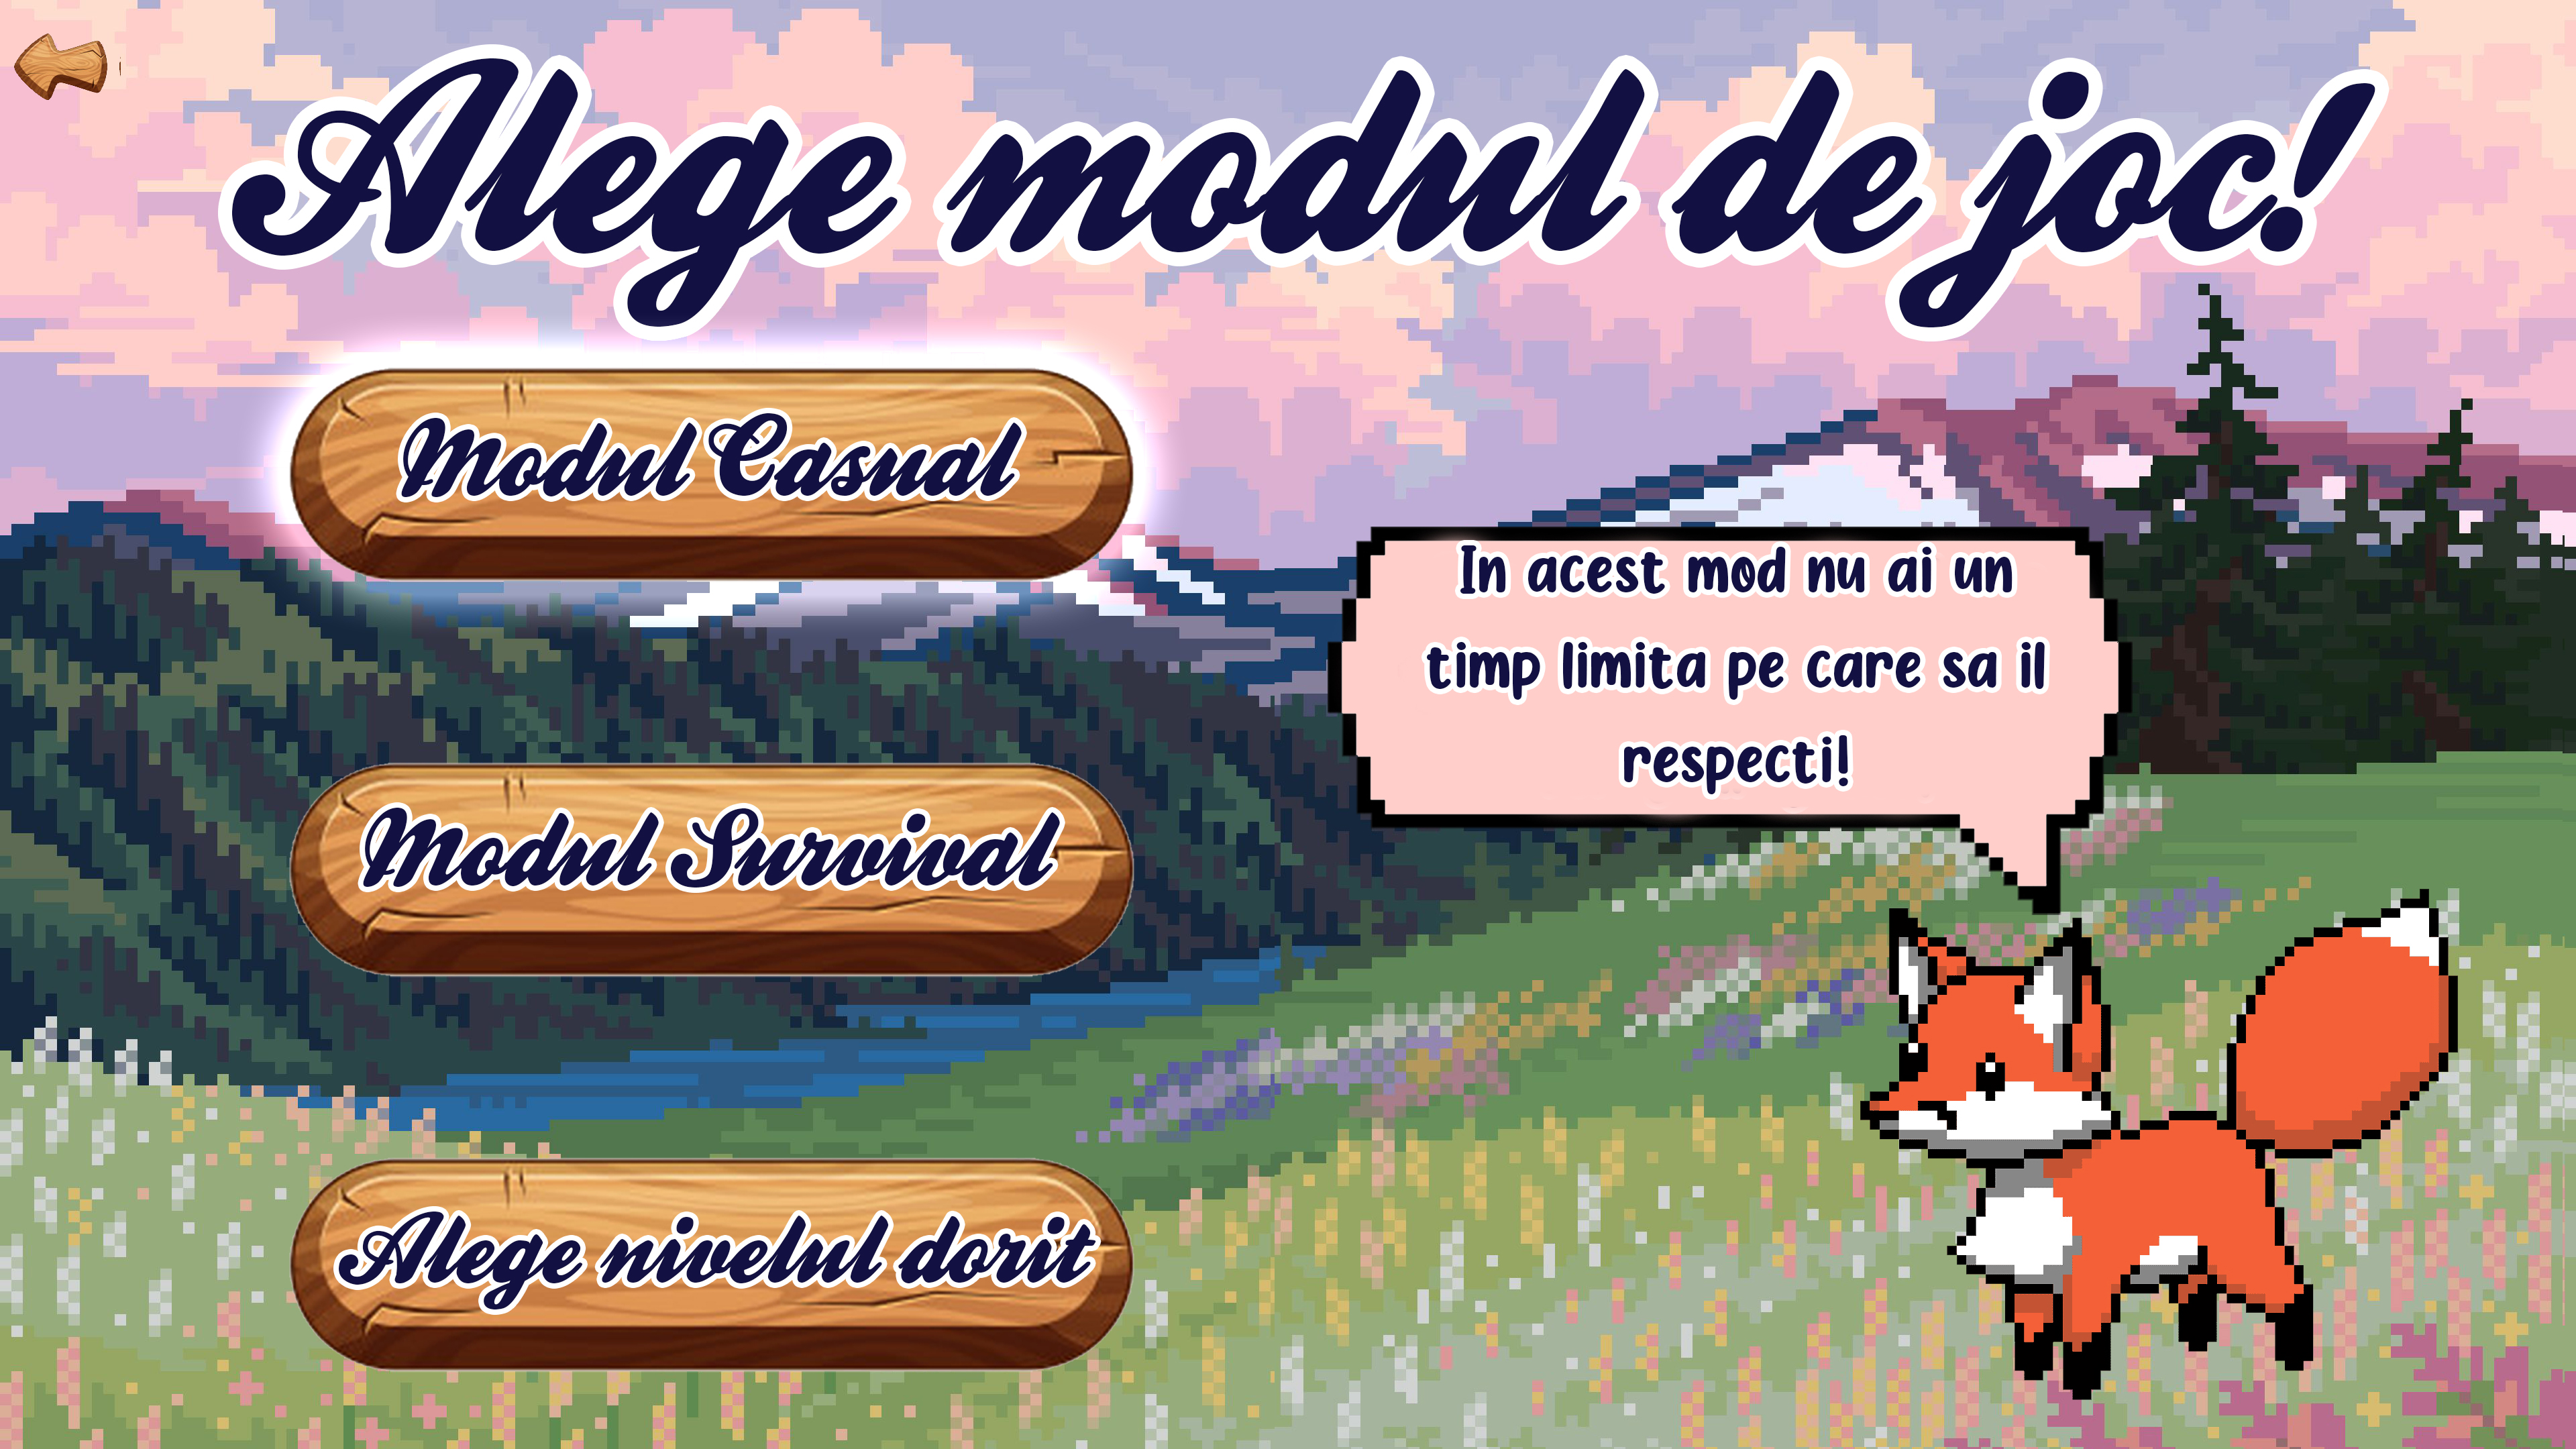 Alege modul de joc!
Modul Casual
In acest mod nu ai un
timp limita pe care sa il
respecti!
Modul Survival
Alege nivelul dorit